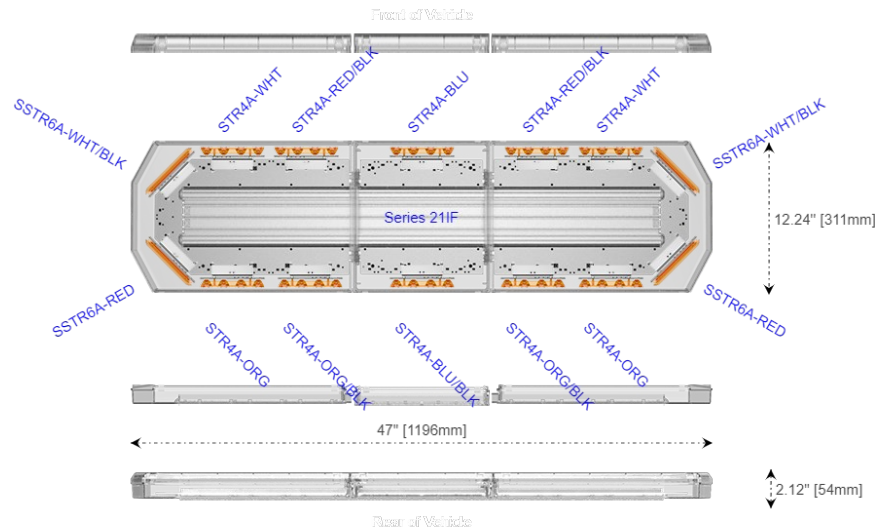 Front of Vehicle
STR4A-WHT
STR4A-RED/BLK
STR4A-BLU
STR4A-RED/BLK
STR4A-WHT
SSTR6A-WHT/BLK
SSTR6A-WHT/BLK
Series 21IF
12.24" [311mm]
SSTR6A-RED
SSTR6A-RED
STR4A-ORG
STR4A-ORG/BLK
STR4A-BLU/BLK
STR4A-ORG/BLK
STR4A-ORG
47" [1196mm]
2.12" [54mm]
Rear of Vehicle